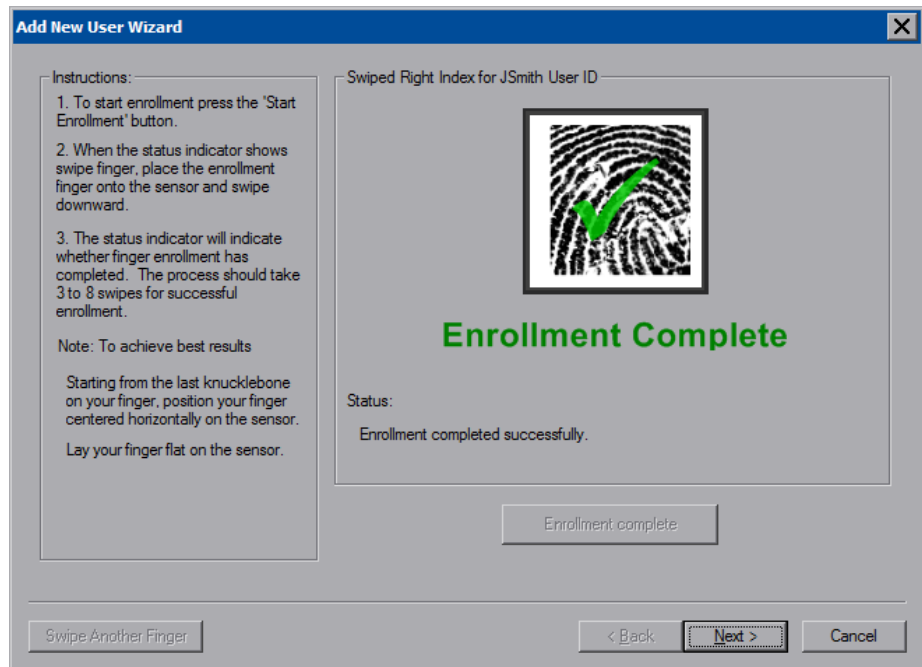 Add New User Wizard
Instructions:
1. To start enrollment press the 'Start
Enrollment' button.
2. When the status indicator shows
swipe finger, place the enrollment
finger onto the sensor and swipe
downward.
3. The status indicator will indicate
whether finger enrollment has
completed. The process should take
3 to 8 swipes for successful
enrollment.
Note: To achieve best results
Starting from the last knucklebone
on your finger, position your finger
centered horizontally on the sensor.
Lay your finger flat on the sensor.
Swiped Right Index for JSmith User ID
Enrollment Complete
Status:
Enrollment completed successfully.
Enrollment complete
Swipe Another Finger
< Back
Next >
Cancel